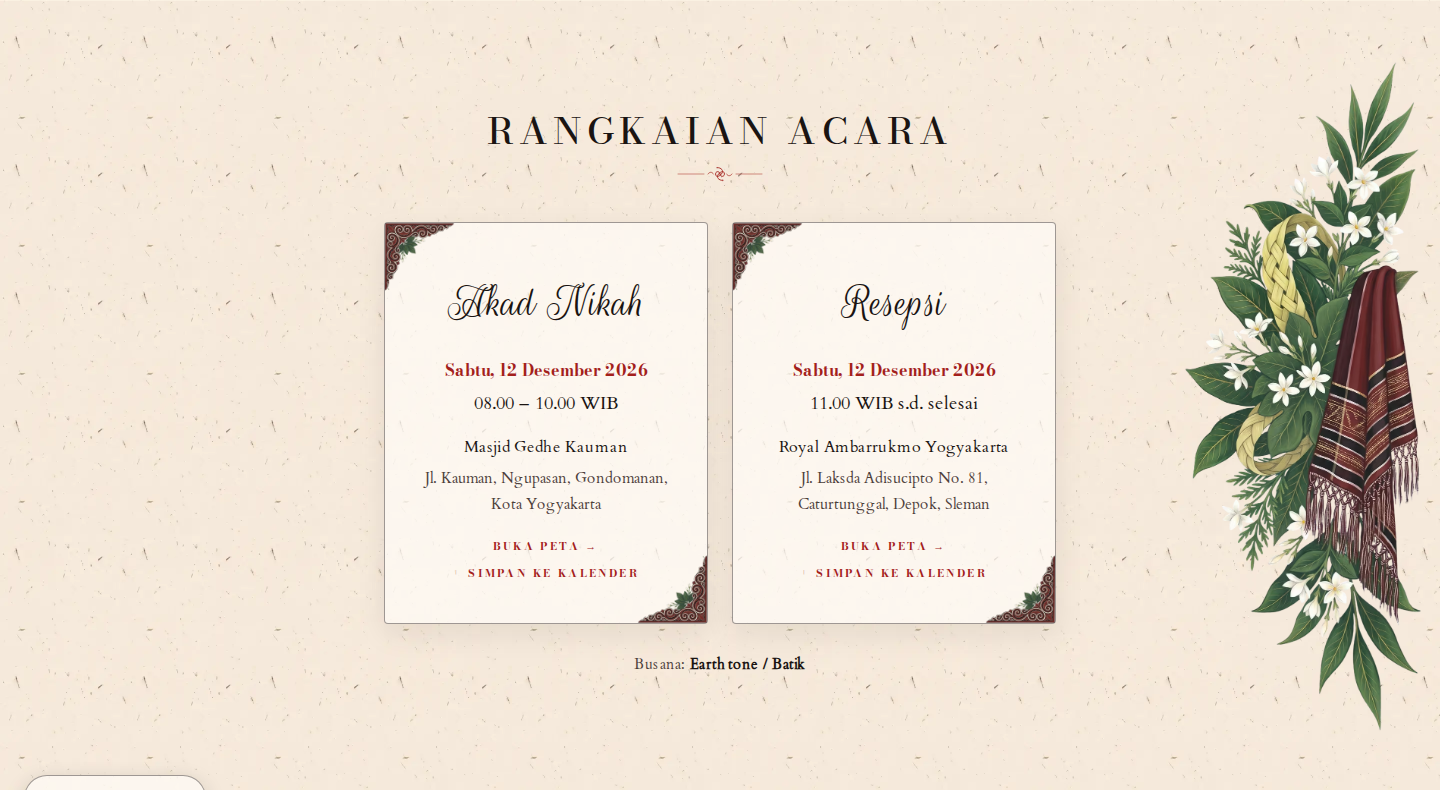 RANGKAIAN ACARA
Akad Nikah
Sabtu, 12 Desember 2026
08.00 – 10.00 WIB
Masjid Gedhe Kauman
Jl. Kauman, Ngupasan, Gondomanan,
Kota Yogyakarta
BUKA PETA →
SIMPAN KE KALENDER
Resepsi
Sabtu, 12 Desember 2026
11.00 WIB s.d. selesai
Royal Ambarrukmo Yogyakarta
Jl. Laksda Adisucipto No. 81,
Caturtunggal, Depok, Sleman
BUKA PETA →
SIMPAN KE KALENDER
Busana: Earth tone / Batik